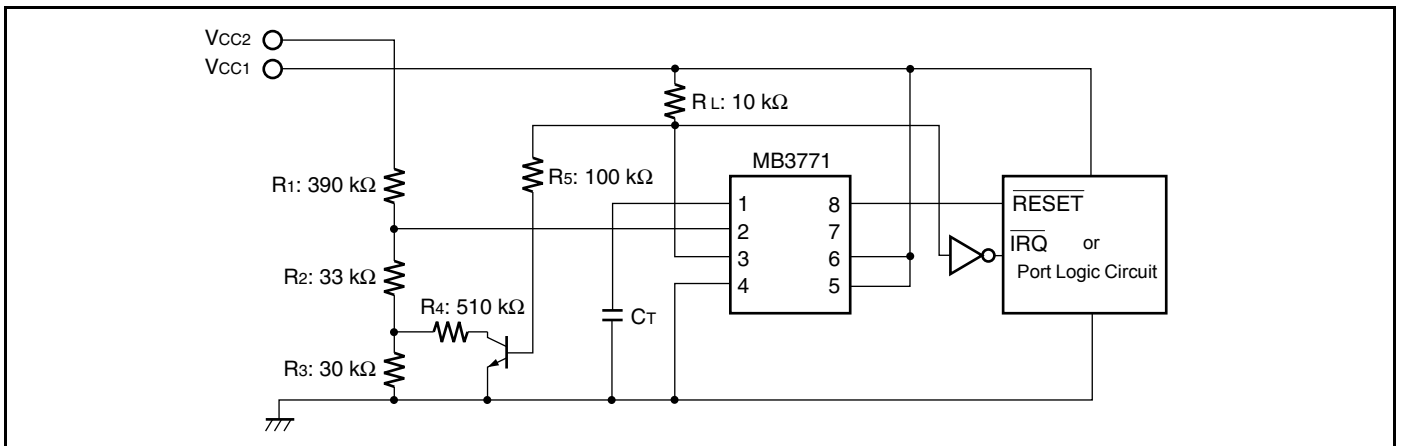 VCC2
VCC1
RL: 10 kΩ
MB3771
R1: 390 kΩ
R5: 100 kΩ
1
2
3
4
8
7
6
5
RESET
IRQ or
Port Logic Circuit
R2: 33 kΩ
R4: 510 kΩ
CT
R3: 30 kΩ